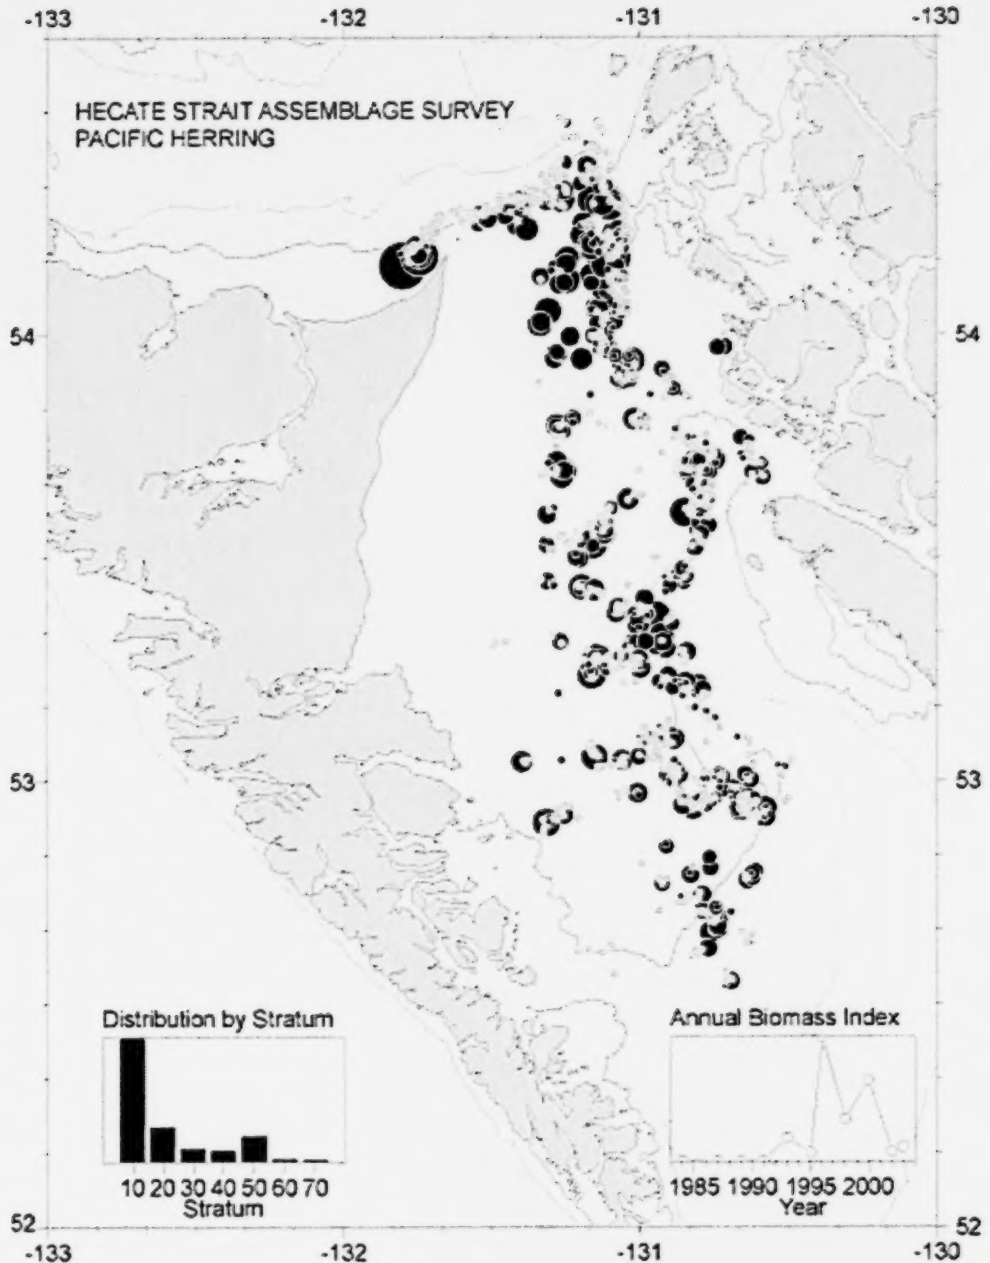 -133 -132 -131 -130
HECATE STRAIT ASSEMBLAGE SURVEY
PACIFIC HERRING
54 54
53 53
Distribution by Stratum
10 20 30 40 50 60 70
Stratum
Annual Biomass Index
1985 1990 1995 2000
Year
52 52
-133 -132 -131 -130